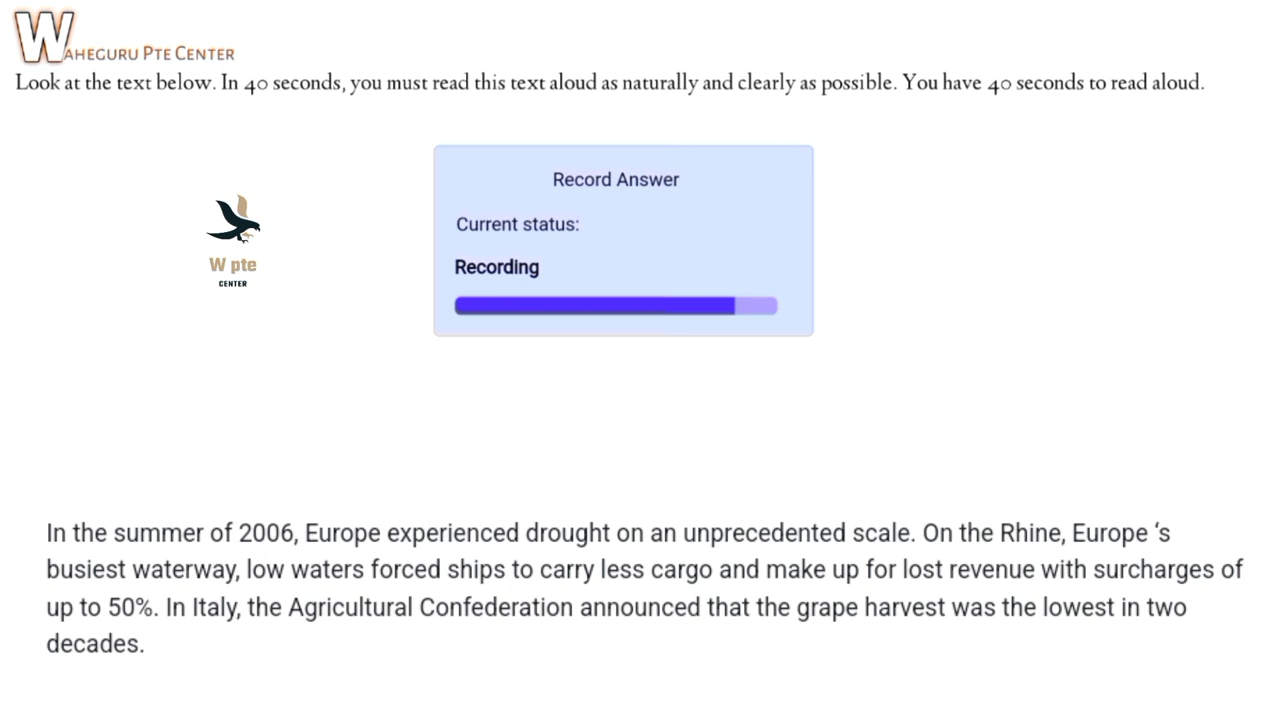 WAHEGURU PTE CENTER
Look at the text below. In 40 seconds, you must read this text aloud as naturally and clearly as possible. You have 40 seconds to read aloud.
Record Answer
Current status:
Recording
W pte
CENTER
In the summer of 2006, Europe experienced drought on an unprecedented scale. On the Rhine, Europe ‘s
busiest waterway, low waters forced ships to carry less cargo and make up for lost revenue with surcharges of
up to 50%. In Italy, the Agricultural Confederation announced that the grape harvest was the lowest in two
decades.